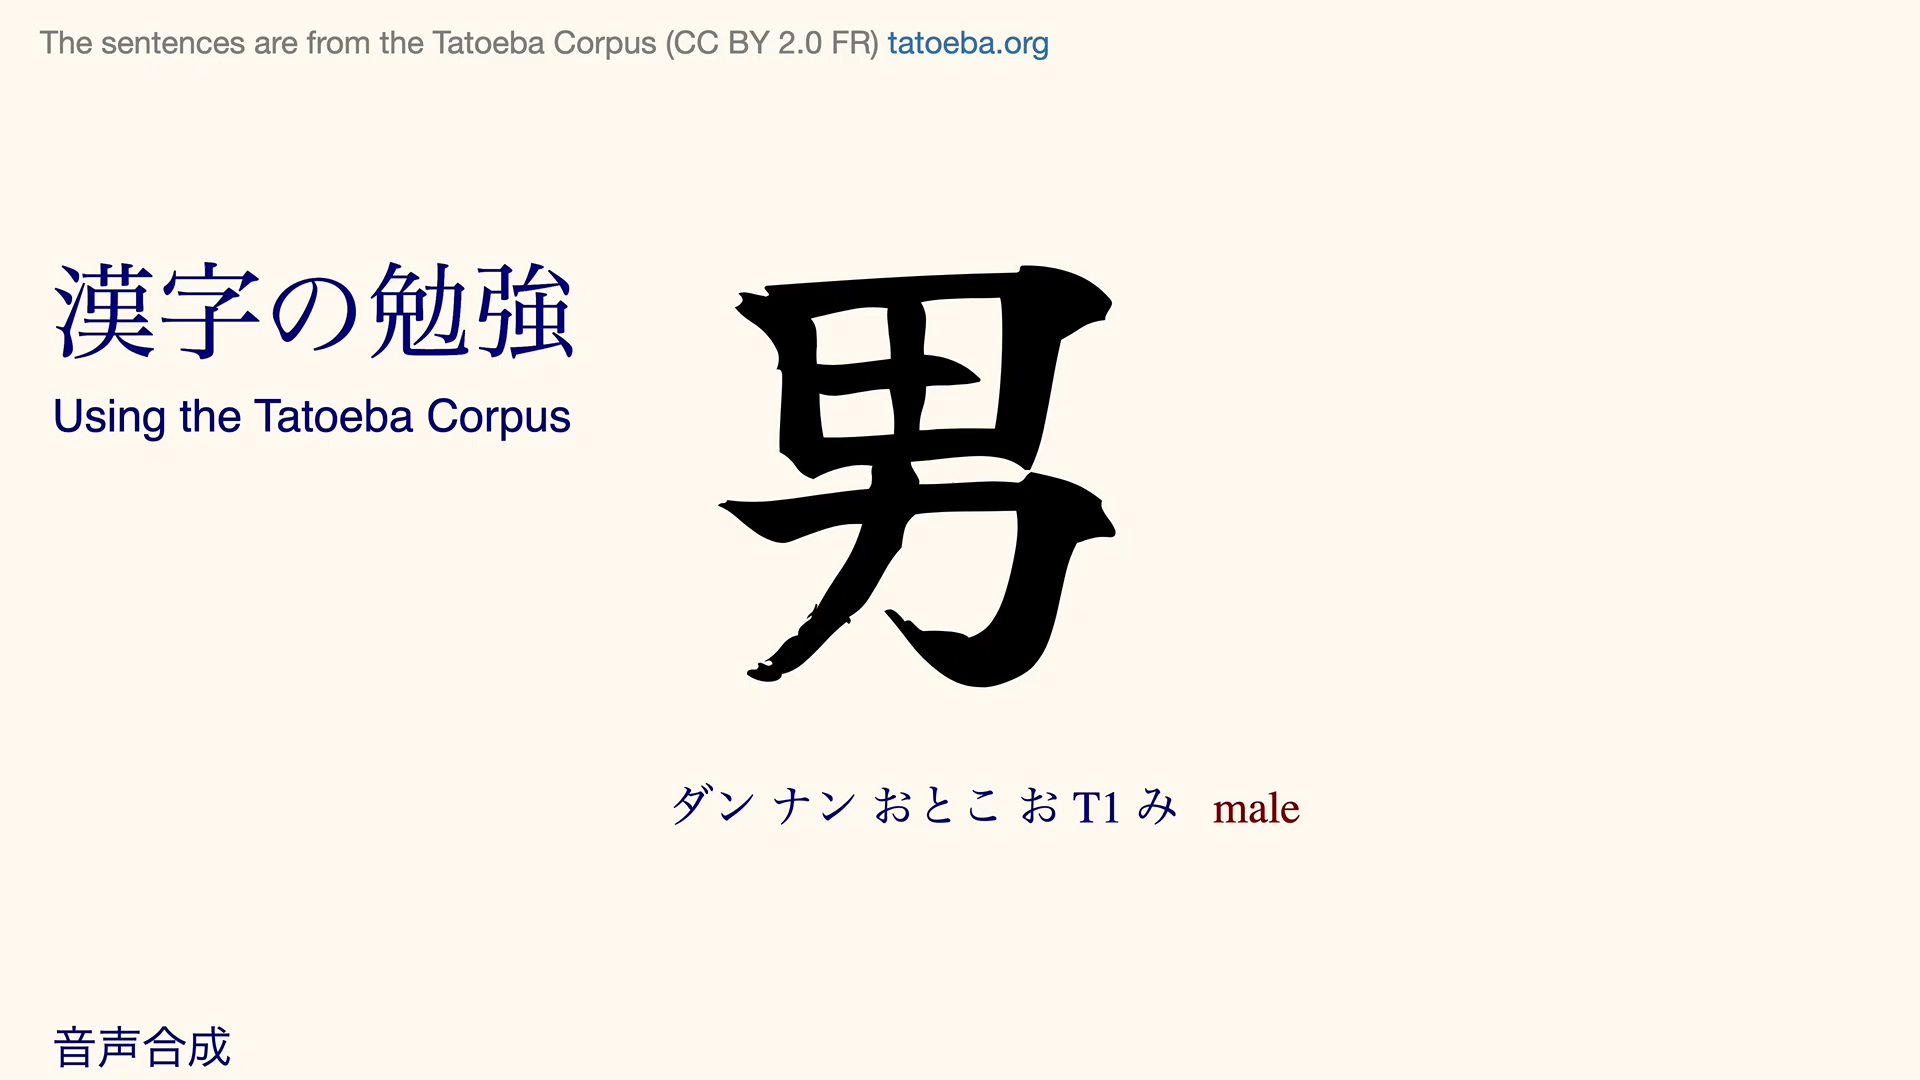 The sentences are from the Tatoeba Corpus (CC BY 2.0 FR) tatoeba.org
漢字の勉強
Using the Tatoeba Corpus
男
ダン ナン おとこ お T1 み male
音声合成